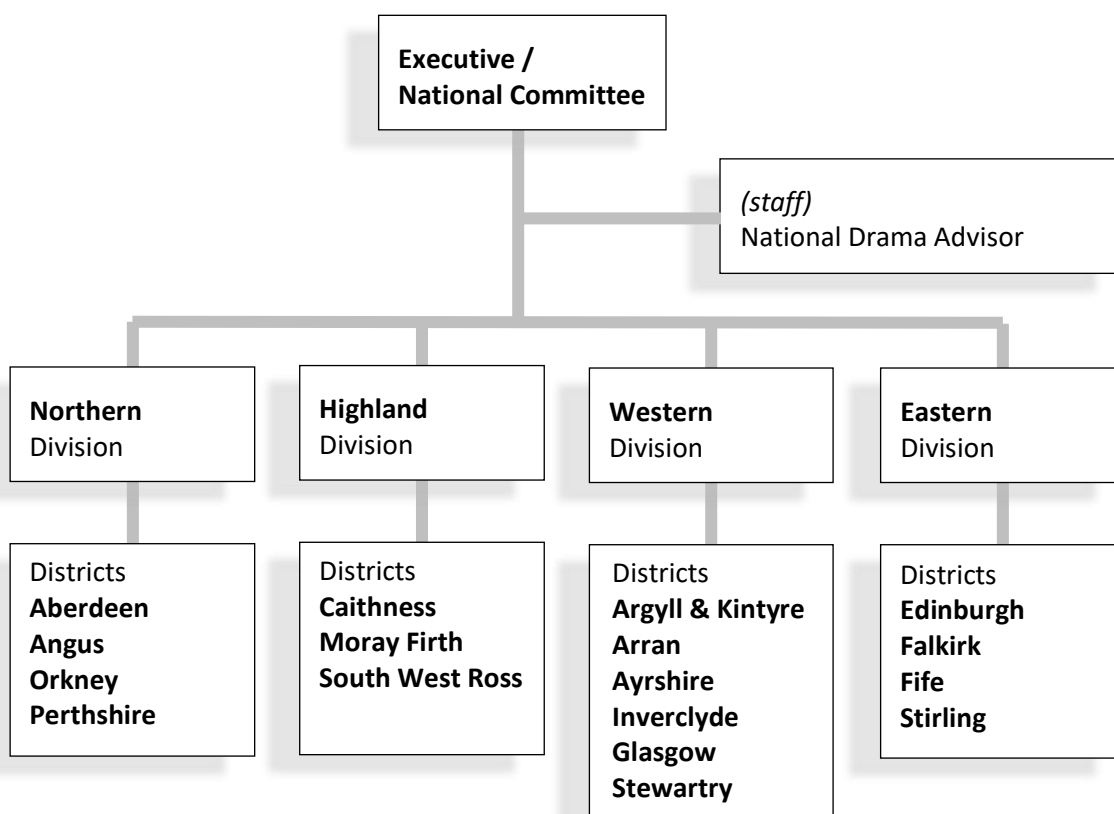 Executive /
National Committee
(staff)
National Drama Advisor
Northern
Division
Highland
Division
Western
Division
Eastern
Division
Districts
Aberdeen
Angus
Orkney
Perthshire
Districts
Caithness
Moray Firth
South West Ross
Districts
Argyll & Kintyre
Arran
Ayrshire
Inverclyde
Glasgow
Stewartry
Districts
Edinburgh
Falkirk
Fife
Stirling